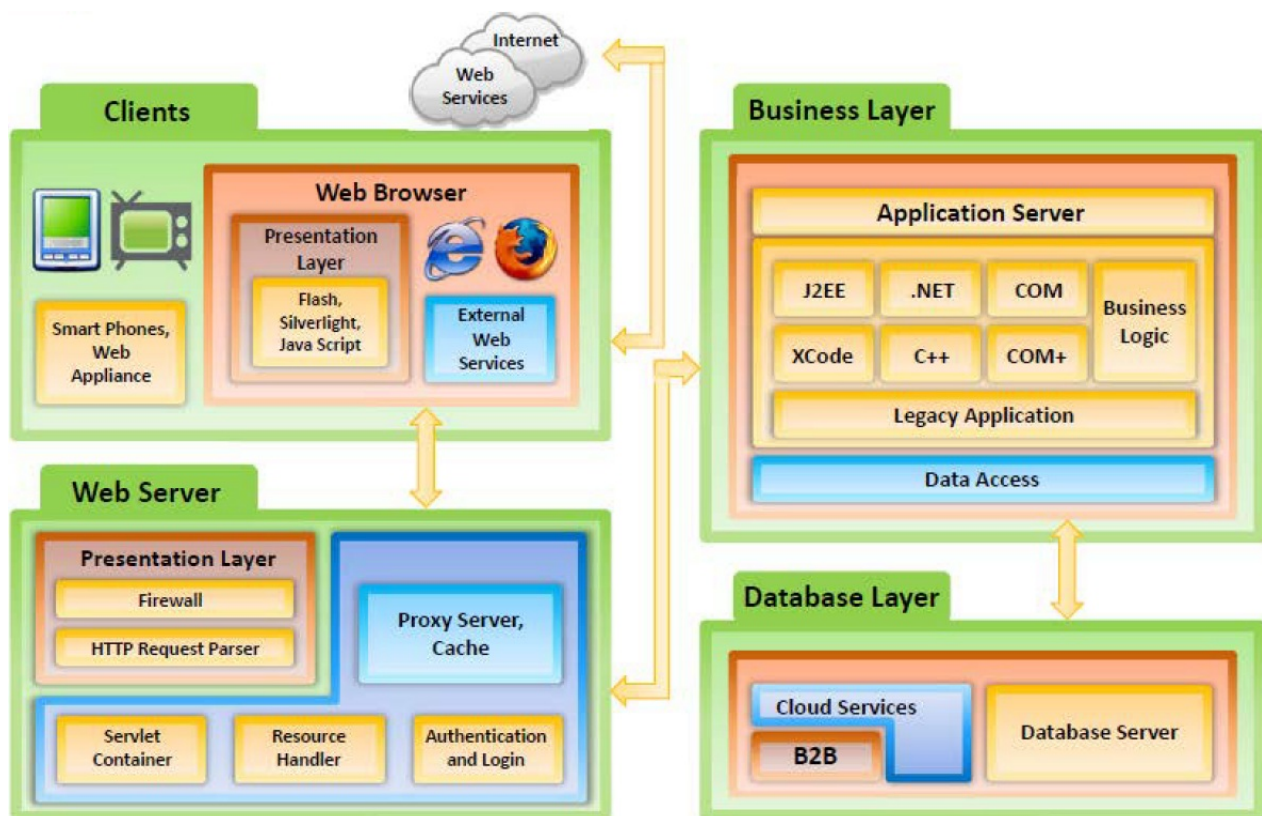 Internet
Web
Services
Clients
Web Browser
Presentation
Layer
Flash,
Silverlight,
Java Script
External
Web
Services
Smart Phones,
Web
Appliance
Business Layer
Application Server
J2EE
.NET
COM
Business
Logic
XCode
C++
COM+
Legacy Application
Data Access
Web Server
Presentation Layer
Firewall
HTTP Request Parser
Proxy Server,
Cache
Servlet
Container
Resource
Handler
Authentication
and Login
Database Layer
Cloud Services
B2B
Database Server